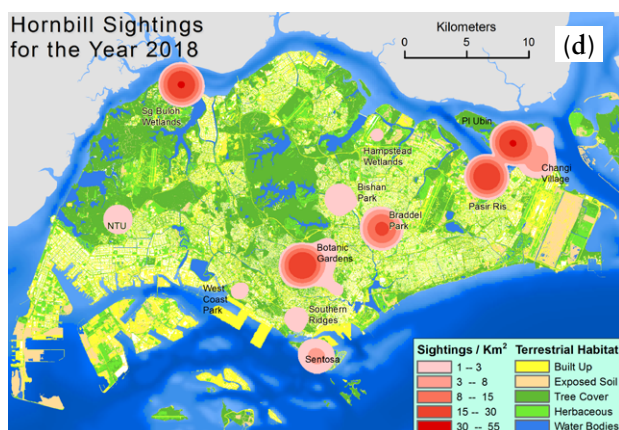 Hornbill Sightings
for the Year 2018
Kilometers
0 5 10
(d)
Sg Buloh
Wetlands
Pl Ubin
Hampstead
Wetlands
Changi
Village
Bishan
Park
Pasir Ris
NTU
Braddel
Park
Botanic
Gardens
West
Coast
Park
Southern
Ridges
Sentosa
Sightings / Km²
1 -- 3
3 -- 8
8 -- 15
15 -- 30
30 -- 55
Terrestrial Habitat
Built Up
Exposed Soil
Tree Cover
Herbaceous
Water Bodies